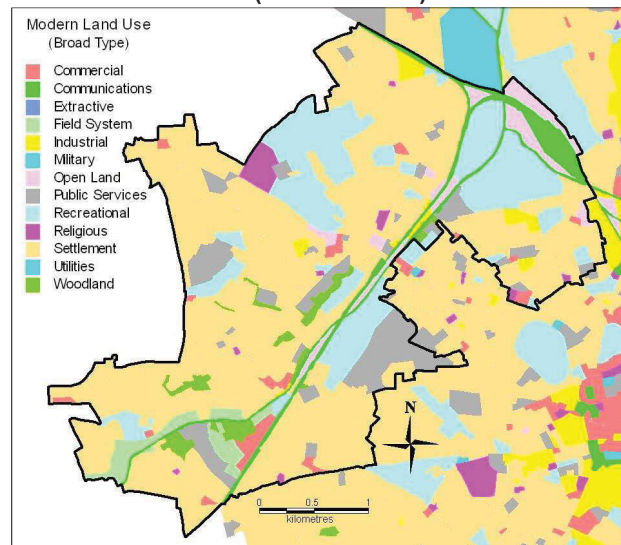 Modern Land Use
(Broad Type)
Commercial
Communications
Extractive
Field System
Industrial
Military
Open Land
Public Services
Recreational
Religious
Settlement
Utilities
Woodland
N
0 0.5 1
kilometres